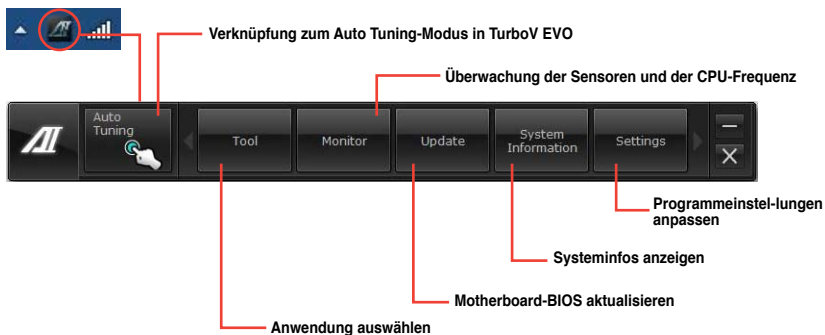 Verknüpfung zum Auto Tuning-Modus in TurboV EVO
Überwachung der Sensoren und der CPU-Frequenz
Auto
Tuning
Tool
Monitor
Update
System
Information
Settings
Programmeinstel-lungen
anpassen
Systeminfos anzeigen
Motherboard-BIOS aktualisieren
Anwendung auswählen